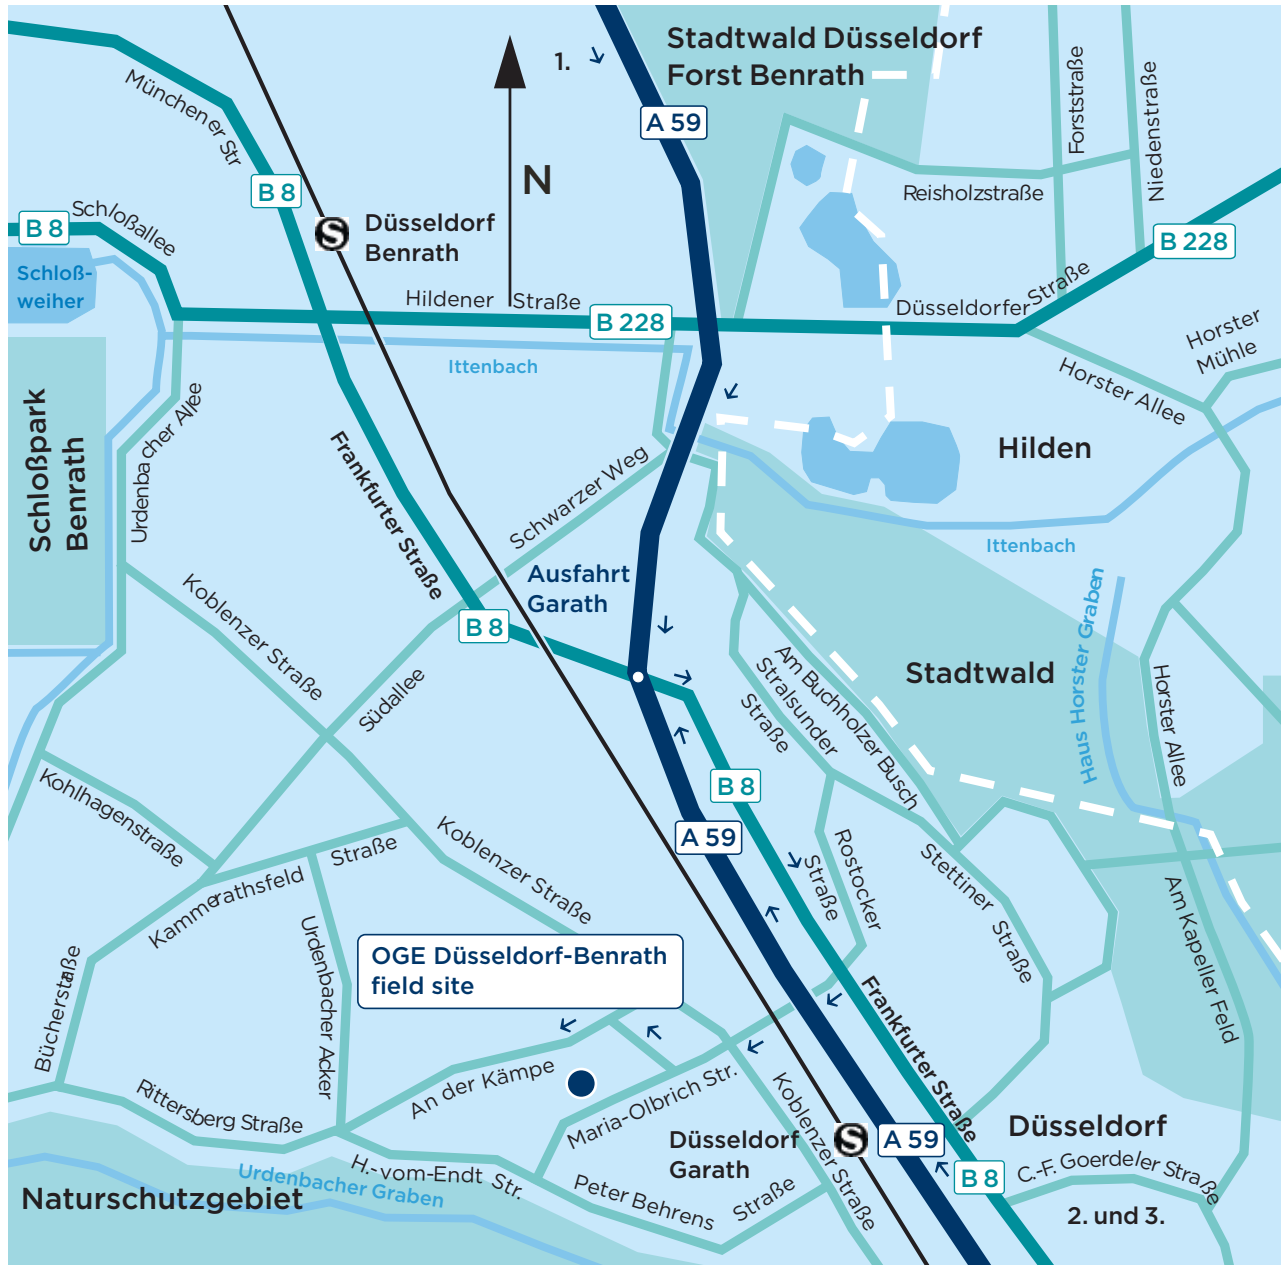 Stadtwald Düsseldorf
Forst Benrath
1.
A 59
Münchener Str
N
Forststraße
Niedenstraße
Reisholzstraße
B 8
B 8
Schloßallee
S
Düsseldorf
Benrath
B 228
Schloß-
weiher
Hildener Straße
B 228
Düsseldorfer Straße
Horster
Mühle
Ittenbach
Horster Allee
Schloßpark
Benrath
Urdenbacher Allee
Frankfurter Straße
Schwarzer Weg
Hilden
Ittenbach
Ausfahrt
Garath
B 8
Koblenzer Straße
Südallee
Am Buchholzer Busch
Stralsunder
Straße
Stadtwald
Haus Horster Graben
Horster Allee
B 8
A 59
Kohlhagenstraße
Koblenzer Straße
Kammerathsfeld Straße
Rostocker
Straße
Stettiner Straße
Am Kapeller Feld
Urdenbacher Acker
Bücherstraße
OGE Düsseldorf-Benrath
field site
Frankfurter Straße
An der Kämpe
Rittersberg Straße
Maria-Olbrich Str.
Koblenzer Straße
Düsseldorf
Garath
S
A 59
Düsseldorf
B 8
C.-F. Goerdeler Straße
H.-vom-Endt Str.
Urdenbacher Graben
Naturschutzgebiet
Peter Behrens Straße
2. und 3.